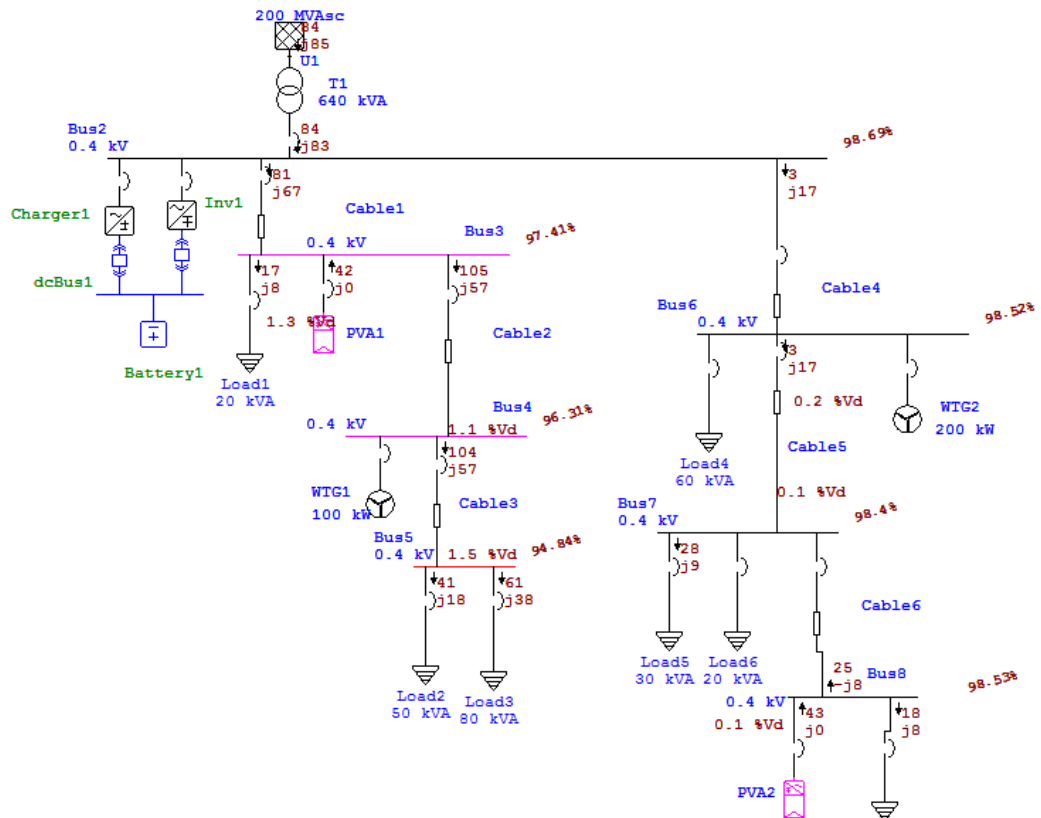 200 MVAsc
84
j85
U1
T1
640 kVA
84
j83
Bus2
0.4 kV
98.69%
81
j67
3
j17
Charger1
Inv1
Cable1
Bus3
97.41%
0.4 kV
dcBus1
17
j8
42
j0
105
j57
1.3 %Vd
PVA1
Battery1
Load1
20 kVA
Cable2
Cable4
Bus6
0.4 kV
98.52%
3
j17
0.2 %Vd
WTG2
200 kW
Load4
60 kVA
Cable5
Bus4
0.4 kV
1.1 %Vd
96.31%
104
j57
WTG1
100 kW
Cable3
Bus5
0.4 kV
1.5 %Vd
94.84%
41
j18
61
j38
Load2
50 kVA
Load3
80 kVA
0.1 %Vd
Bus7
0.4 kV
98.4%
28
j9
Cable6
Load5
30 kVA
Load6
20 kVA
25
-j8
Bus8
98.53%
0.4 kV
0.1 %Vd
43
j0
18
j8
PVA2